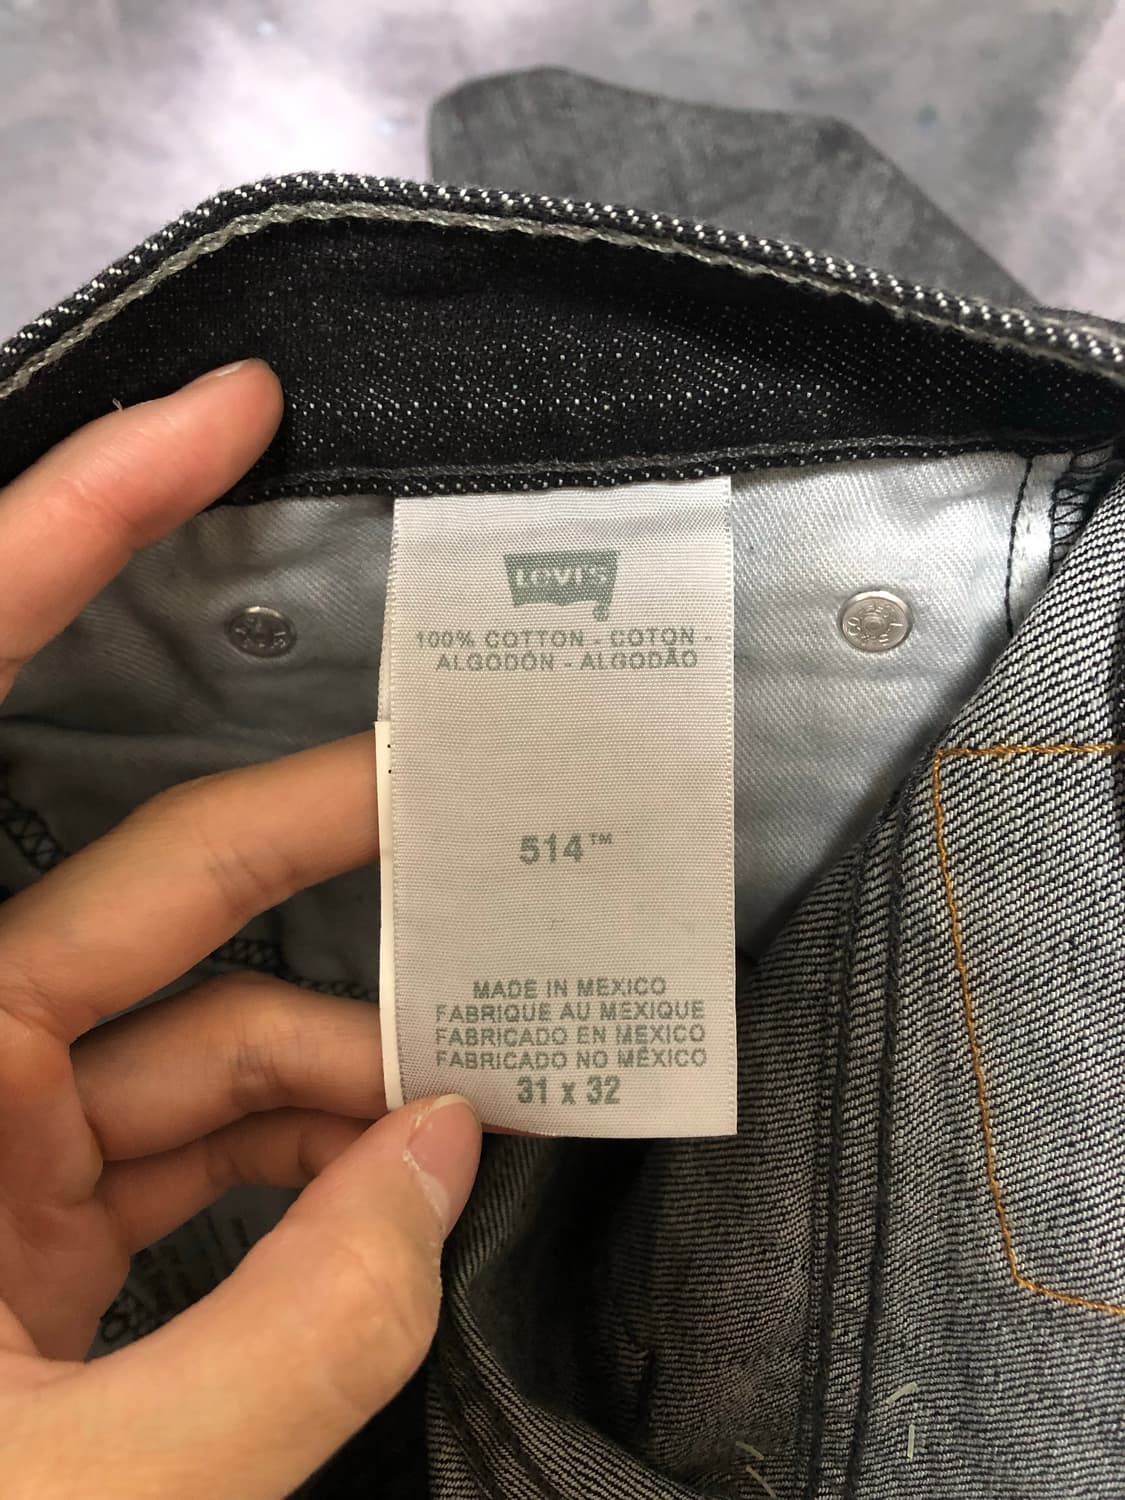 Levi's
100% COTTON - COTON -
ALGODÓN - ALGODÃO
514™
MADE IN MEXICO
FABRIQUE AU MEXIQUE
FABRICADO EN MEXICO
FABRICADO NO MÉXICO
31 x 32